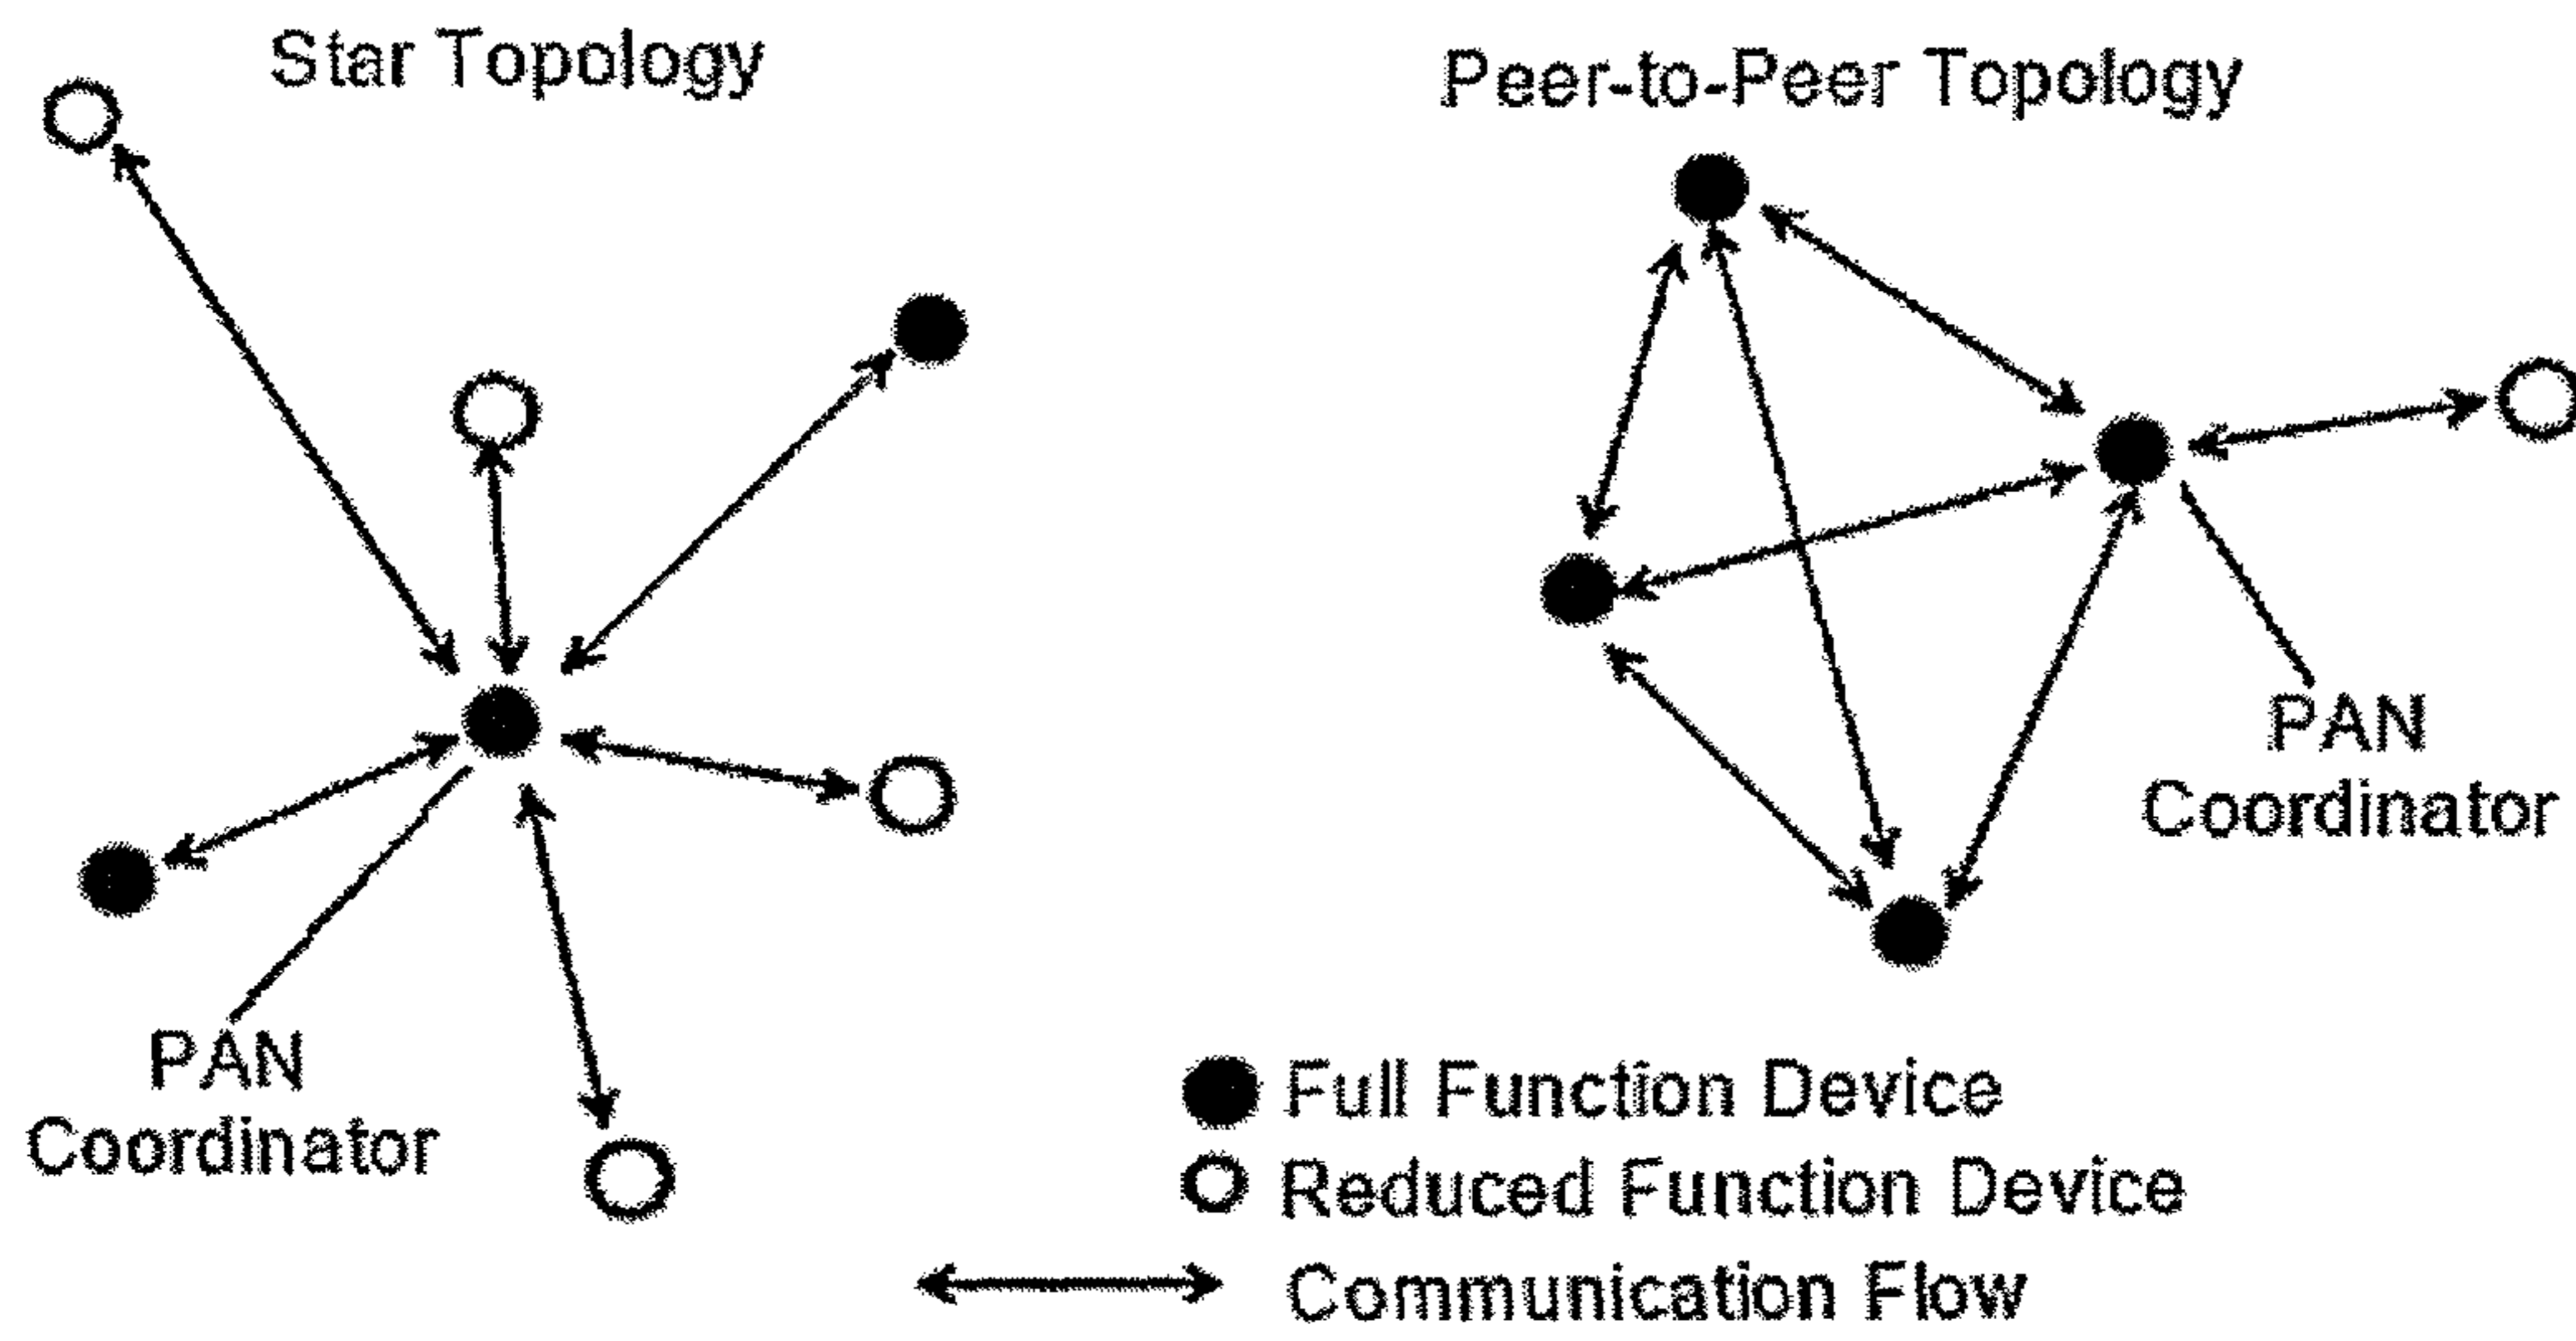 Star Topology
Peer-to-Peer Topology
PAN
Coordinator
PAN
Coordinator
Full Function Device
Reduced Function Device
Communication Flow